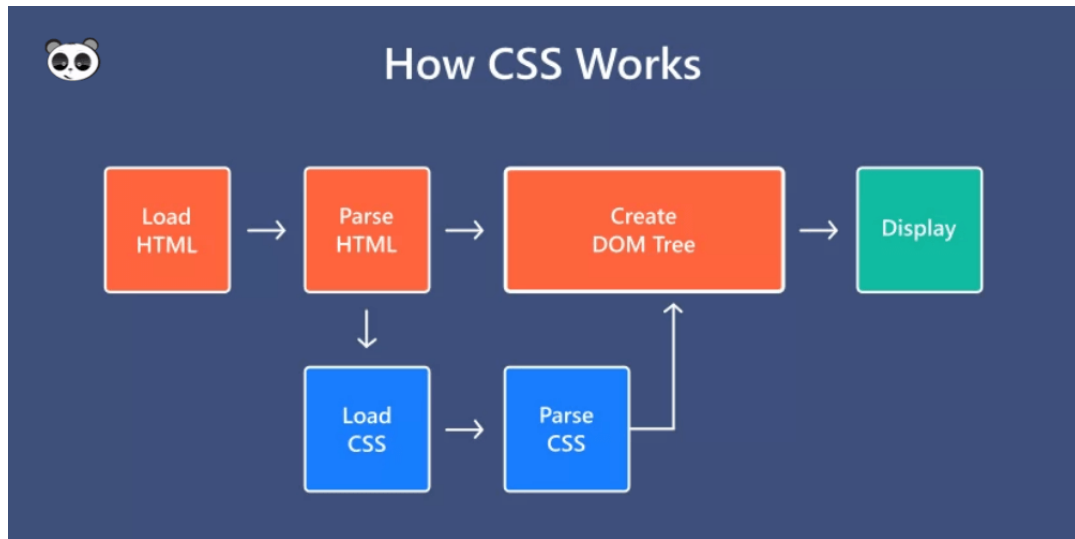 How CSS Works
Load
HTML
Parse
HTML
Create
DOM Tree
Display
Load
CSS
Parse
CSS